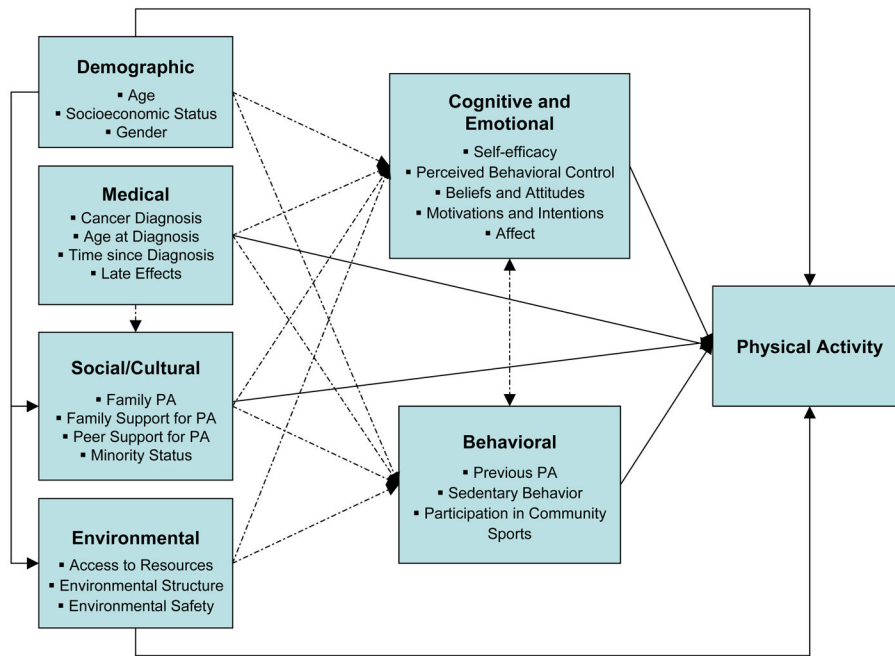 Demographic
▪ Age
▪ Socioeconomic Status
▪ Gender
Medical
▪ Cancer Diagnosis
▪ Age at Diagnosis
▪ Time since Diagnosis
▪ Late Effects
Social/Cultural
▪ Family PA
▪ Family Support for PA
▪ Peer Support for PA
▪ Minority Status
Environmental
▪ Access to Resources
▪ Environmental Structure
▪ Environmental Safety
Cognitive and
Emotional
▪ Self-efficacy
▪ Perceived Behavioral Control
▪ Beliefs and Attitudes
▪ Motivations and Intentions
▪ Affect
Behavioral
▪ Previous PA
▪ Sedentary Behavior
▪ Participation in Community
Sports
Physical Activity